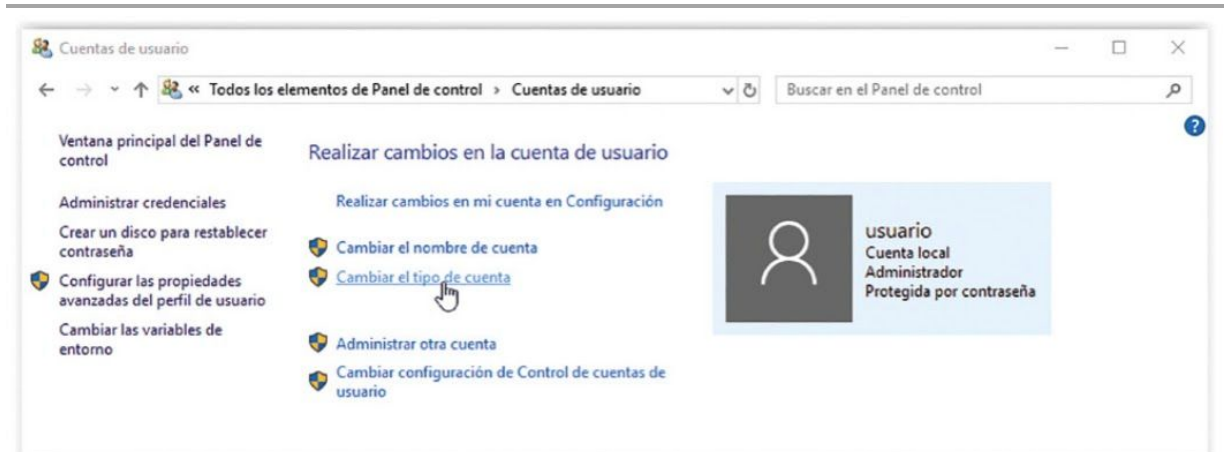 Cuentas de usuario
« Todos los elementos de Panel de control › Cuentas de usuario
Buscar en el Panel de control
?
Ventana principal del Panel de
control
Administrar credenciales
Crear un disco para restablecer
contraseña
Configurar las propiedades
avanzadas del perfil de usuario
Cambiar las variables de
entorno
Realizar cambios en la cuenta de usuario
Realizar cambios en mi cuenta en Configuración
Cambiar el nombre de cuenta
Cambiar el tipo de cuenta
Administrar otra cuenta
Cambiar configuración de Control de cuentas de
usuario
usuario
Cuenta local
Administrador
Protegida por contraseña